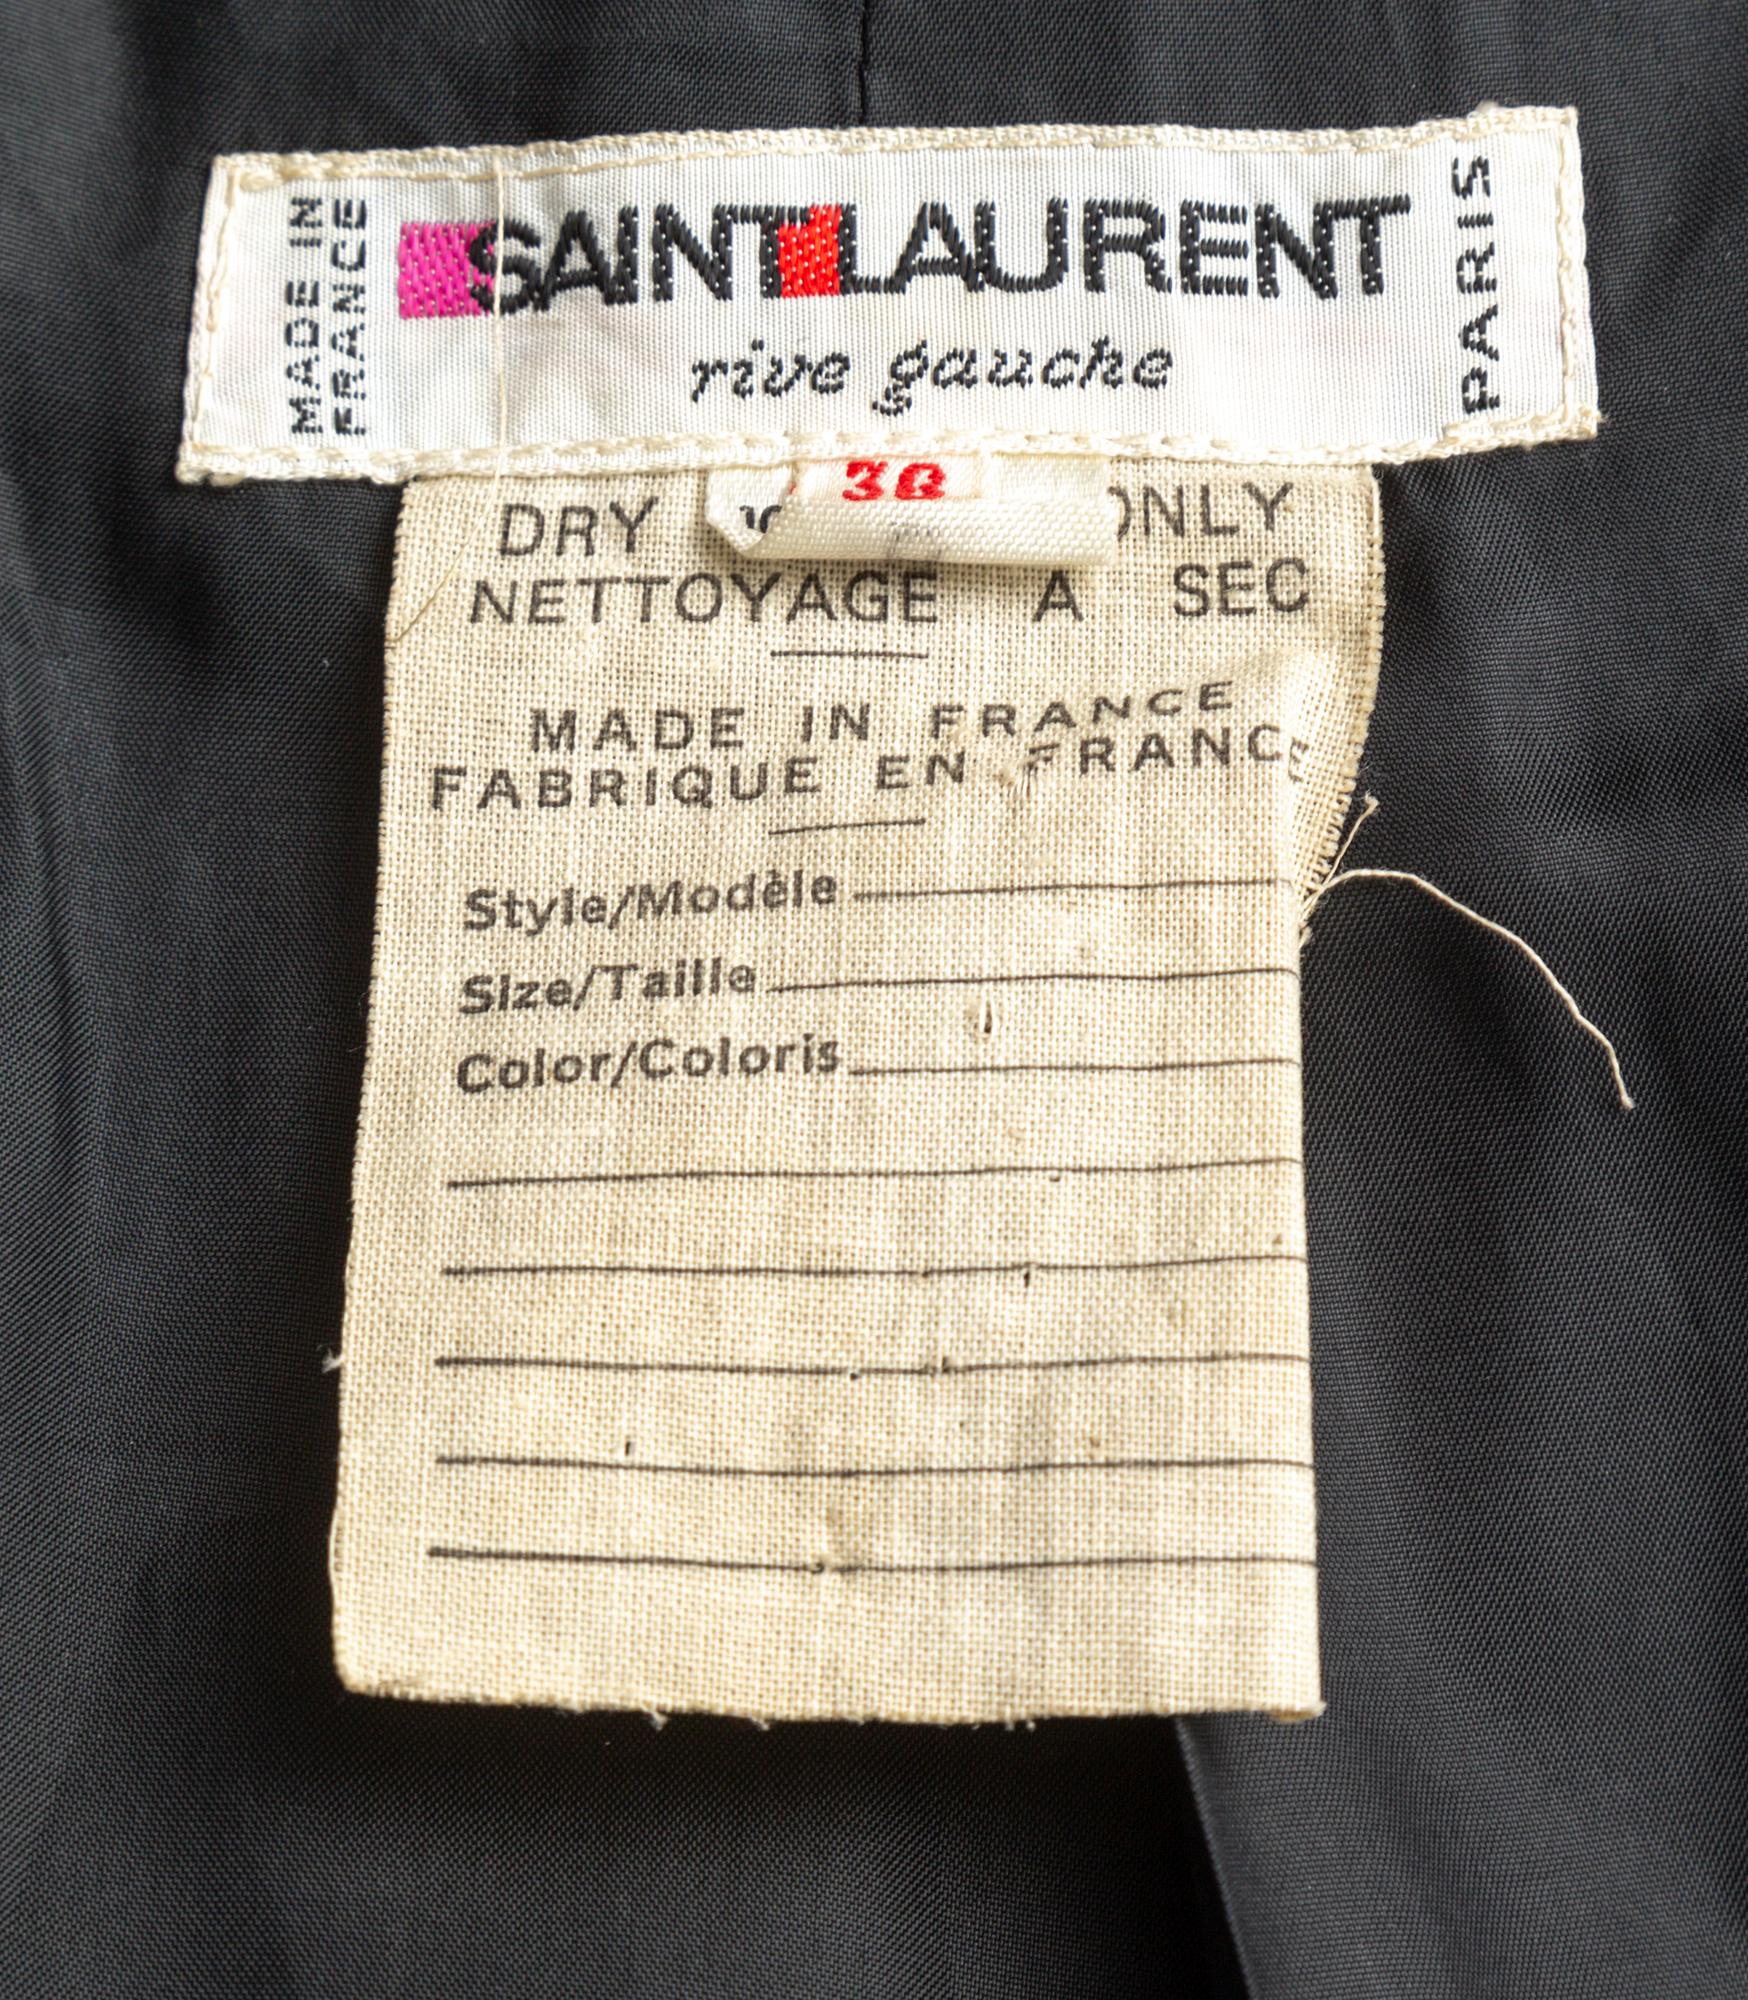 MADE IN
FRANCE
SAINT LAURENT
rive gauche
PARIS
DRY ONLY
NETTOYAGE A SEC
MADE IN FRANCE
FABRIQUE EN FRANCE
Style/Modèle
Size/Taille
Color/Coloris